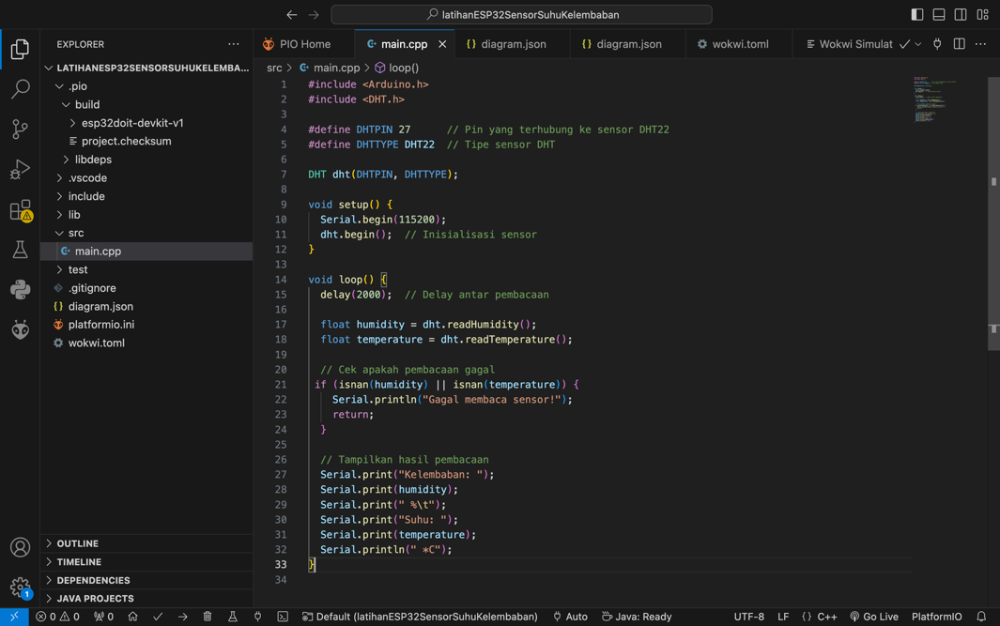 latihanESP32SensorSuhuKelembaban
EXPLORER
PIO Home
main.cpp
{} diagram.json
{} diagram.json
wokwi.toml
Wokwi Simulat
src > main.cpp > loop()
LATIHANESP32SENSORSUHUKELEMBA...
.pio
build
esp32doit-devkit-v1
project.checksum
libdeps
.vscode
include
lib
src
main.cpp
test
.gitignore
{} diagram.json
platformio.ini
wokwi.toml
OUTLINE
TIMELINE
DEPENDENCIES
JAVA PROJECTS
1 #include <Arduino.h>
2 #include <DHT.h>
3
4 #define DHTPIN 27      // Pin yang terhubung ke sensor DHT22
5 #define DHTTYPE DHT22  // Tipe sensor DHT
6
7 DHT dht(DHTPIN, DHTTYPE);
8
9 void setup() {
10   Serial.begin(115200);
11   dht.begin();  // Inisialisasi sensor
12 }
13
14 void loop() {
15   delay(2000);  // Delay antar pembacaan
16
17   float humidity = dht.readHumidity();
18   float temperature = dht.readTemperature();
19
20   // Cek apakah pembacaan gagal
21  if (isnan(humidity) || isnan(temperature)) {
22     Serial.println("Gagal membaca sensor!");
23     return;
24   }
25
26   // Tampilkan hasil pembacaan
27   Serial.print("Kelembaban: ");
28   Serial.print(humidity);
29   Serial.print(" %\t");
30   Serial.print("Suhu: ");
31   Serial.print(temperature);
32   Serial.println(" *C");
33 }
34
1
0 0 0 Default (latihanESP32SensorSuhuKelembaban) Auto Java: Ready UTF-8 LF {} C++ Go Live PlatformIO